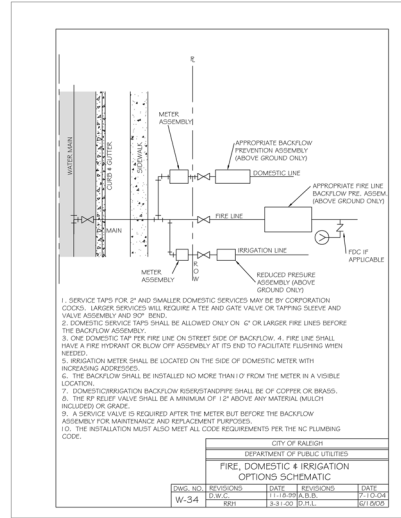 ℄
METER
ASSEMBLY
APPROPRIATE BACKFLOW
PREVENTION ASSEMBLY
(ABOVE GROUND ONLY)
DOMESTIC LINE
WATER MAIN
CURB & GUTTER
SIDEWALK
APPROPRIATE FIRE LINE
BACKFLOW PRE. ASSEM.
(ABOVE GROUND ONLY)
FIRE LINE
MAIN
FDC IF
APPLICABLE
IRRIGATION LINE
R
O
W
METER
ASSEMBLY
REDUCED PRESURE
ASSEMBLY (ABOVE
GROUND ONLY)
1. SERVICE TAPS FOR 2" AND SMALLER DOMESTIC SERVICES MAY BE BY CORPORATION
COCKS. LARGER SERVICES WILL REQUIRE A TEE AND GATE VALVE OR TAPPING SLEEVE AND
VALVE ASSEMBLY AND 90° BEND.
2. DOMESTIC SERVICE TAPS SHALL BE ALLOWED ONLY ON 6" OR LARGER FIRE LINES BEFORE
THE BACKFLOW ASSEMBLY.
3. ONE DOMESTIC TAP PER FIRE LINE ON STREET SIDE OF BACKFLOW. 4. FIRE LINE SHALL
HAVE A FIRE HYDRANT OR BLOW OFF ASSEMBLY AT ITS END TO FACILITATE FLUSHING WHEN
NEEDED.
5. IRRIGATION METER SHALL BE LOCATED ON THE SIDE OF DOMESTIC METER WITH
INCREASING ADDRESSES.
6. THE BACKFLOW SHALL BE INSTALLED NO MORE THAN10' FROM THE METER IN A VISIBLE
LOCATION.
7. DOMESTIC/IRRIGATION BACKFLOW RISER/STANDPIPE SHALL BE OF COPPER OR BRASS.
8. THE RP RELIEF VALVE SHALL BE A MINIMUM OF 12" ABOVE ANY MATERIAL (MULCH
INCLUDED) OR GRADE.
9. A SERVICE VALVE IS REQUIRED AFTER THE METER BUT BEFORE THE BACKFLOW
ASSEMBLY FOR MAINTENANCE AND REPLACEMENT PURPOSES.
10. THE INSTALLATION MUST ALSO MEET ALL CODE REQUIREMENTS PER THE NC PLUMBING
CODE.
CITY OF RALEIGH
DEPARTMENT OF PUBLIC UTILITIES
FIRE, DOMESTIC & IRRIGATION
OPTIONS SCHEMATIC
DWG. NO. REVISIONS DATE REVISIONS DATE
W-34 D.W.C. 11-18-99 A.B.B. 7-10-04
RRH 3-31-00 D.H.L. 6/18/08